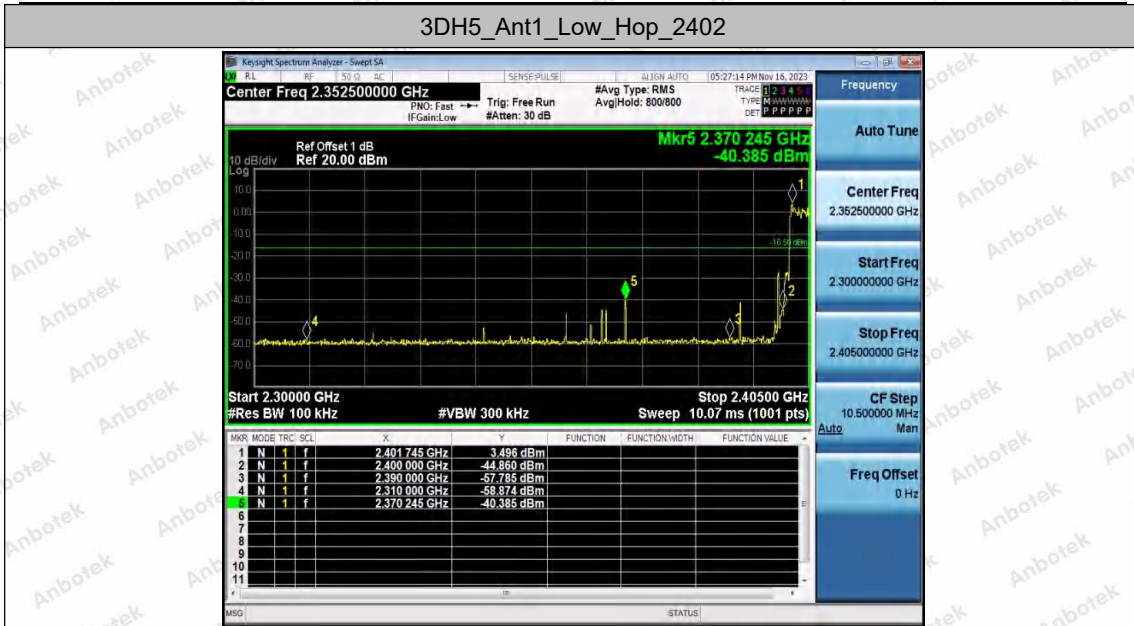 3DH5_Ant1_Low_Hop_2402
Keysight Spectrum Analyzer - Swept SA
RL RF 50 Ω AC SENSE:PULSE ALIGN AUTO 05:27:14 PM Nov 16, 2023
Center Freq 2.352500000 GHz
PNO: Fast
IFGain:Low
Trig: Free Run
#Atten: 30 dB
#Avg Type: RMS
Avg|Hold: 800/800
TRACE 1 2 3 4 5 6
TYPE M WWWWW
DET P P P P P P
Frequency
Auto Tune
Center Freq
2.352500000 GHz
Start Freq
2.300000000 GHz
Stop Freq
2.405000000 GHz
CF Step
10.500000 MHz
Auto Man
Freq Offset
0 Hz
Ref Offset 1 dB
10 dB/div Ref 20.00 dBm
Log
Mkr5 2.370 245 GHz
-40.385 dBm
10.0
0.00
-10.0
-20.0
-30.0
-40.0
-50.0
-60.0
-70.0
-16.50 dBm
1
2
3
4
5
Start 2.30000 GHz Stop 2.40500 GHz
#Res BW 100 kHz #VBW 300 kHz Sweep 10.07 ms (1001 pts)
MKR MODE TRC SCL X Y FUNCTION FUNCTION WIDTH FUNCTION VALUE
1 N 1 f 2.401 745 GHz 3.496 dBm
2 N 1 f 2.400 000 GHz -44.860 dBm
3 N 1 f 2.390 000 GHz -57.785 dBm
4 N 1 f 2.310 000 GHz -58.874 dBm
5 N 1 f 2.370 245 GHz -40.385 dBm
6
7
8
9
10
11
MSG STATUS
Anbotek